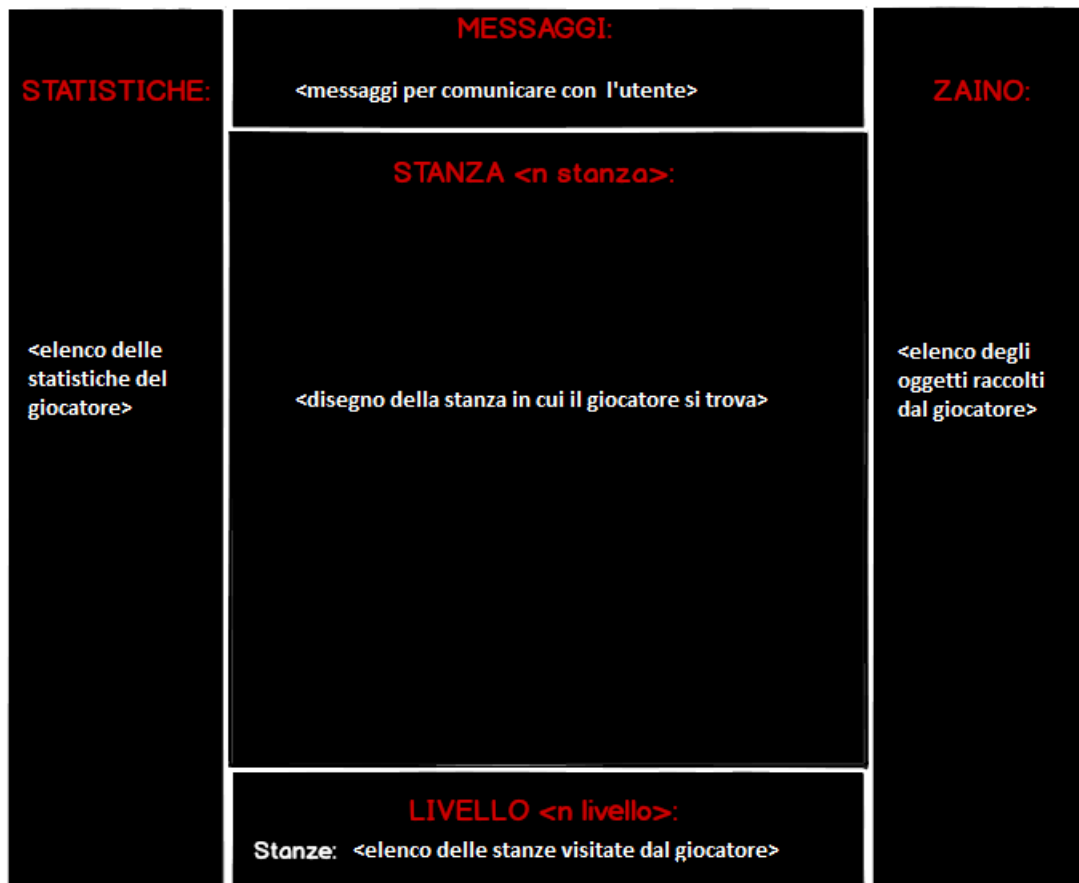 STATISTICHE:
<elenco delle
statistiche del
giocatore>
MESSAGGI:
<messaggi per comunicare con l'utente>
STANZA <n stanza>:
<disegno della stanza in cui il giocatore si trova>
LIVELLO <n livello>:
Stanze: <elenco delle stanze visitate dal giocatore>
ZAINO:
<elenco degli
oggetti raccolti
dal giocatore>